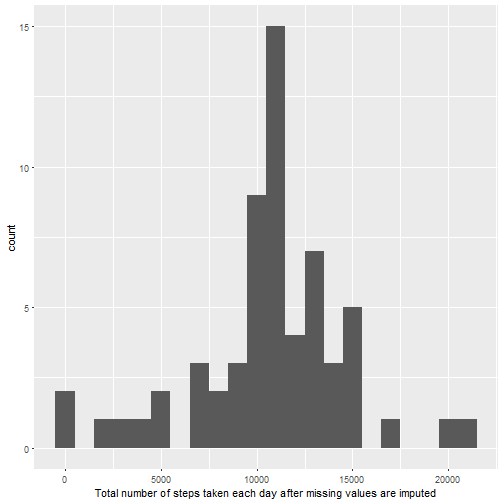 15
10
5
0
count
0 5000 10000 15000 20000
Total number of steps taken each day after missing values are imputed